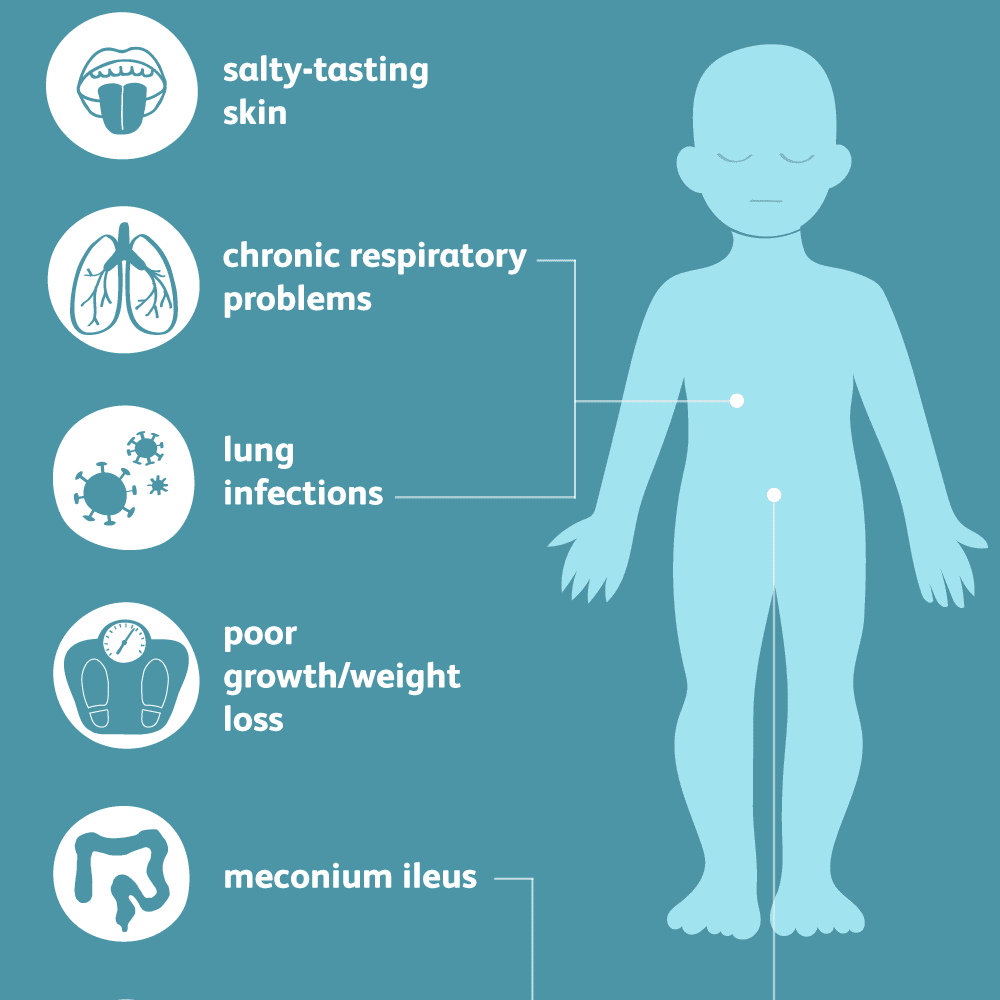 salty-tasting
skin
chronic respiratory
problems
lung
infections
poor
growth/weight
loss
meconium ileus